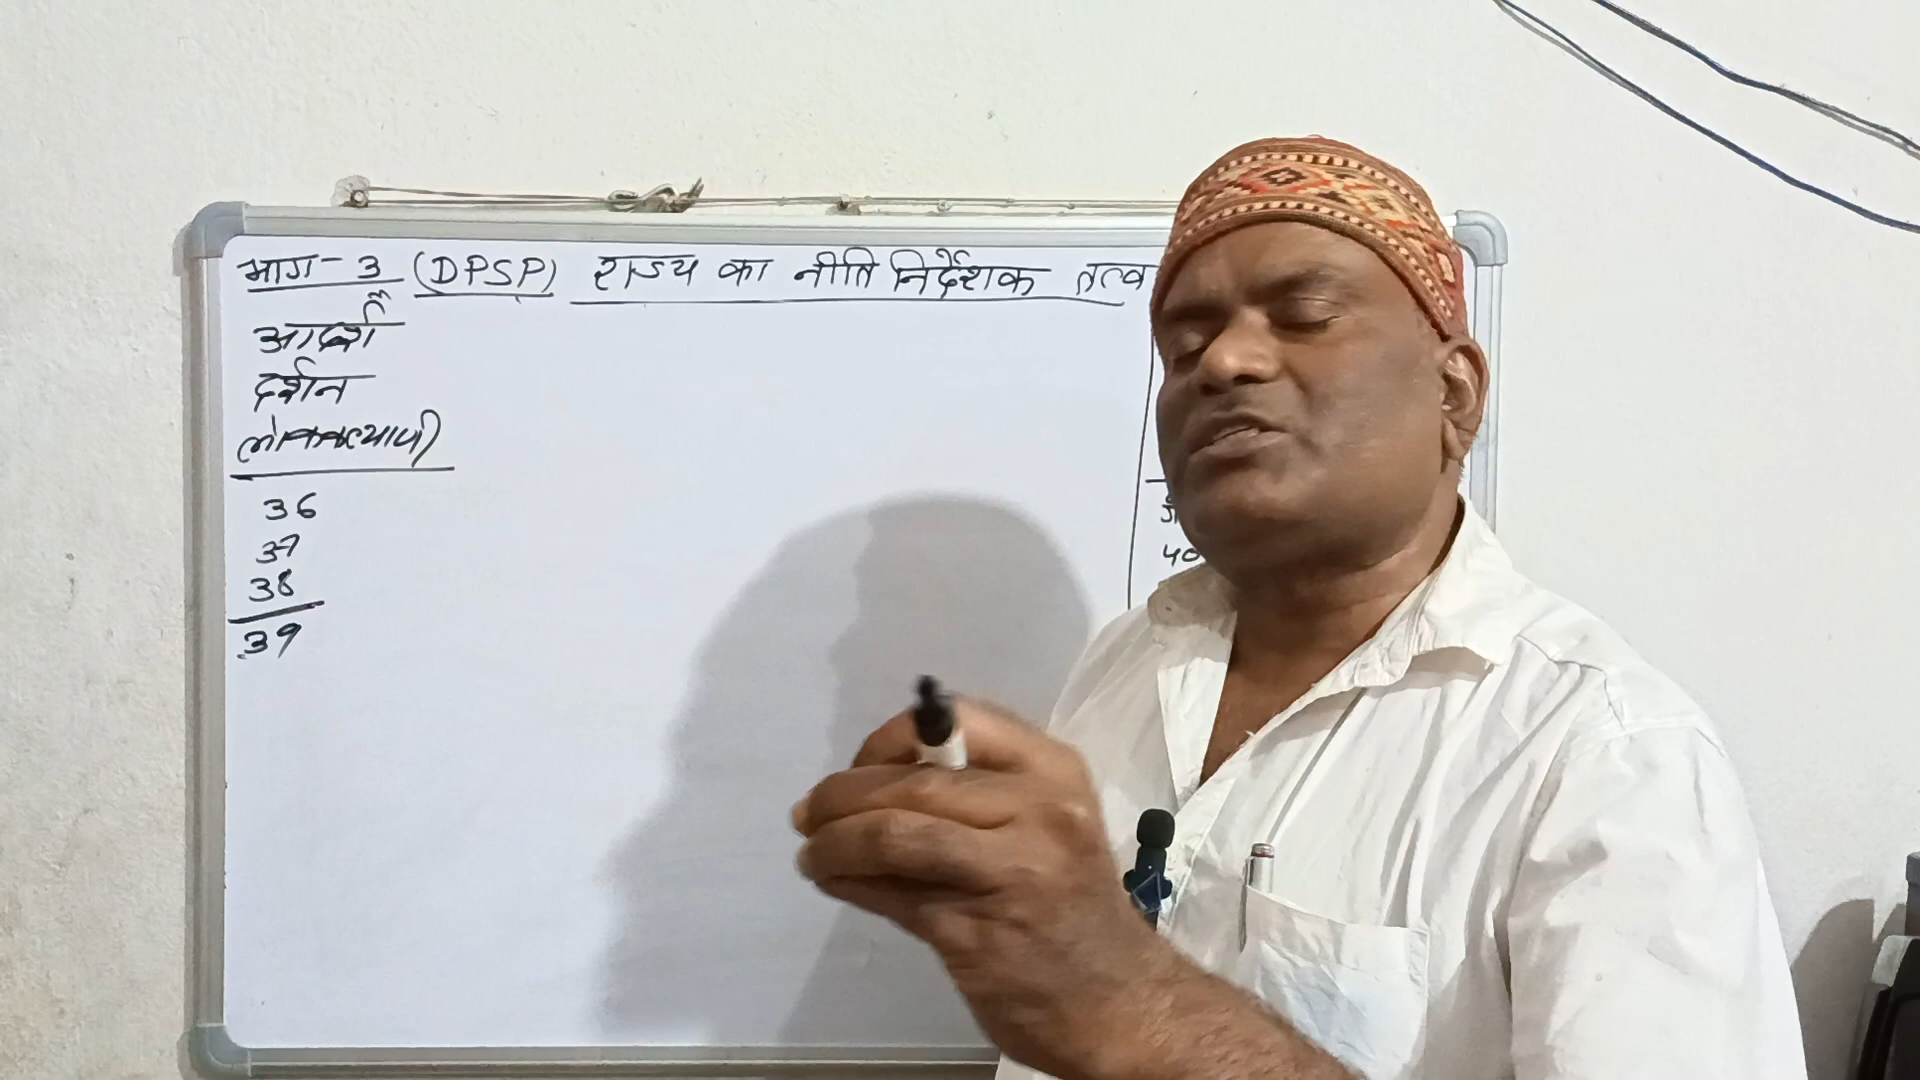 भाग-3 (DPSP) राज्य का नीति निर्देशक तत्व
आदर्श
दर्शन
लोककल्याणी
36
37
38
39
40